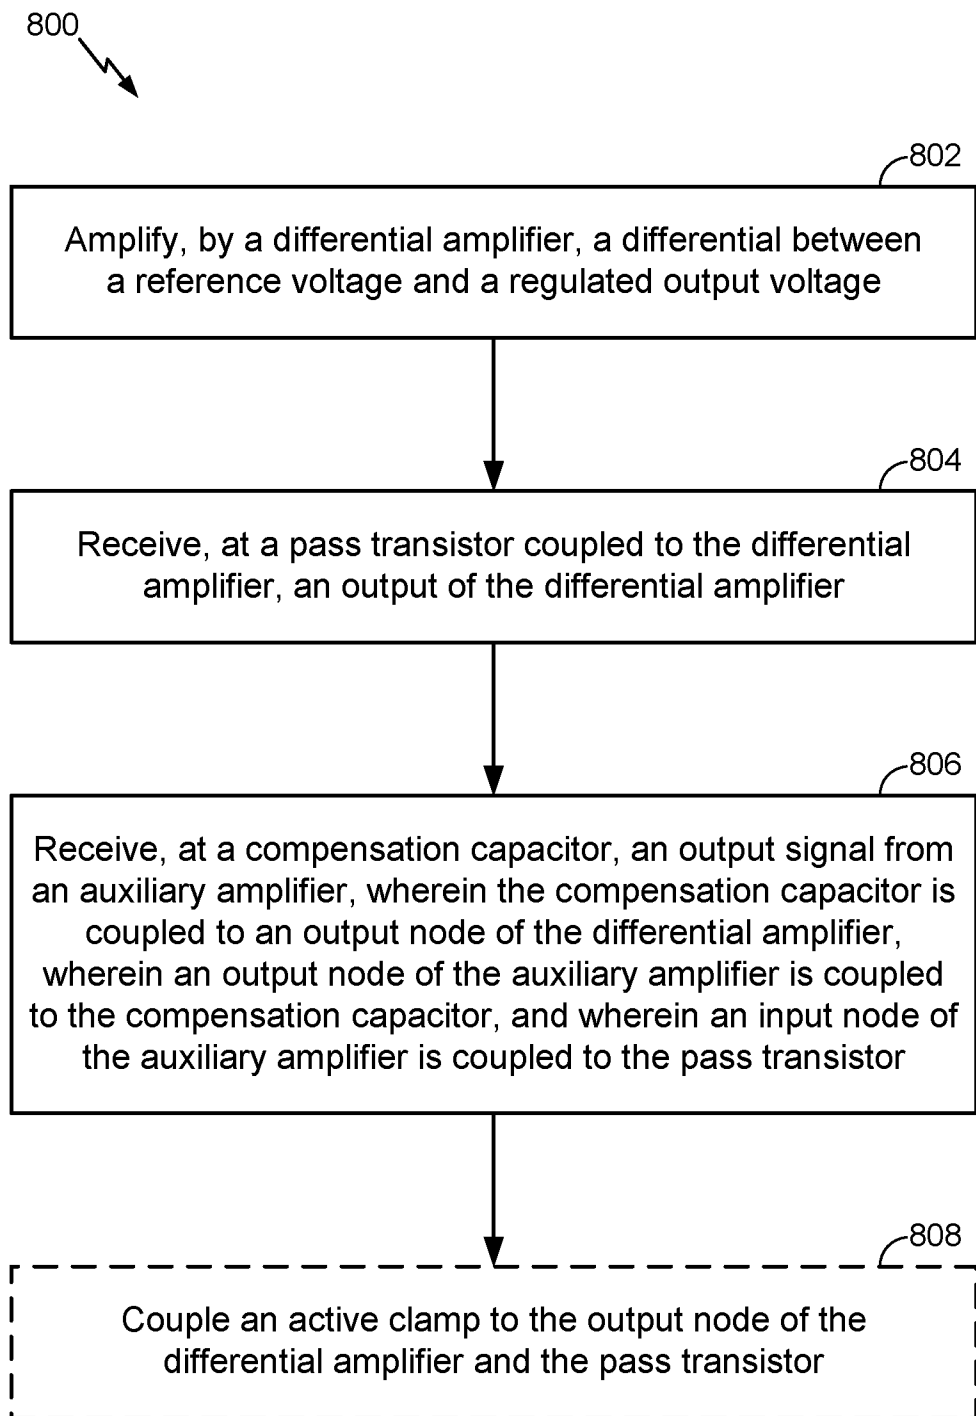 800
802
Amplify, by a differential amplifier, a differential between
a reference voltage and a regulated output voltage
804
Receive, at a pass transistor coupled to the differential
amplifier, an output of the differential amplifier
806
Receive, at a compensation capacitor, an output signal from
an auxiliary amplifier, wherein the compensation capacitor is
coupled to an output node of the differential amplifier,
wherein an output node of the auxiliary amplifier is coupled
to the compensation capacitor, and wherein an input node of
the auxiliary amplifier is coupled to the pass transistor
808
Couple an active clamp to the output node of the
differential amplifier and the pass transistor